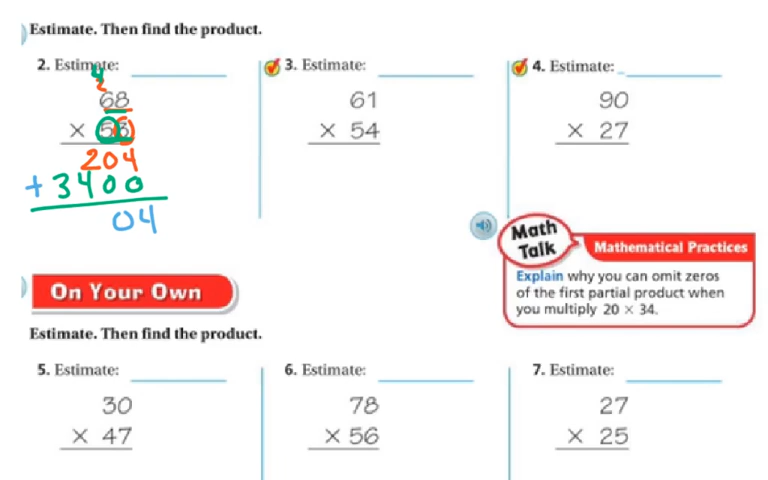 Estimate. Then find the product.
2. Estimate:
3. Estimate:
4. Estimate:
4
2
68
61
90
× 53
× 54
× 27
204
+ 3400
04
Math Talk
Mathematical Practices
Explain why you can omit zeros
of the first partial product when
you multiply 20 × 34.
On Your Own
Estimate. Then find the product.
5. Estimate:
6. Estimate:
7. Estimate:
30
78
27
× 47
× 56
× 25